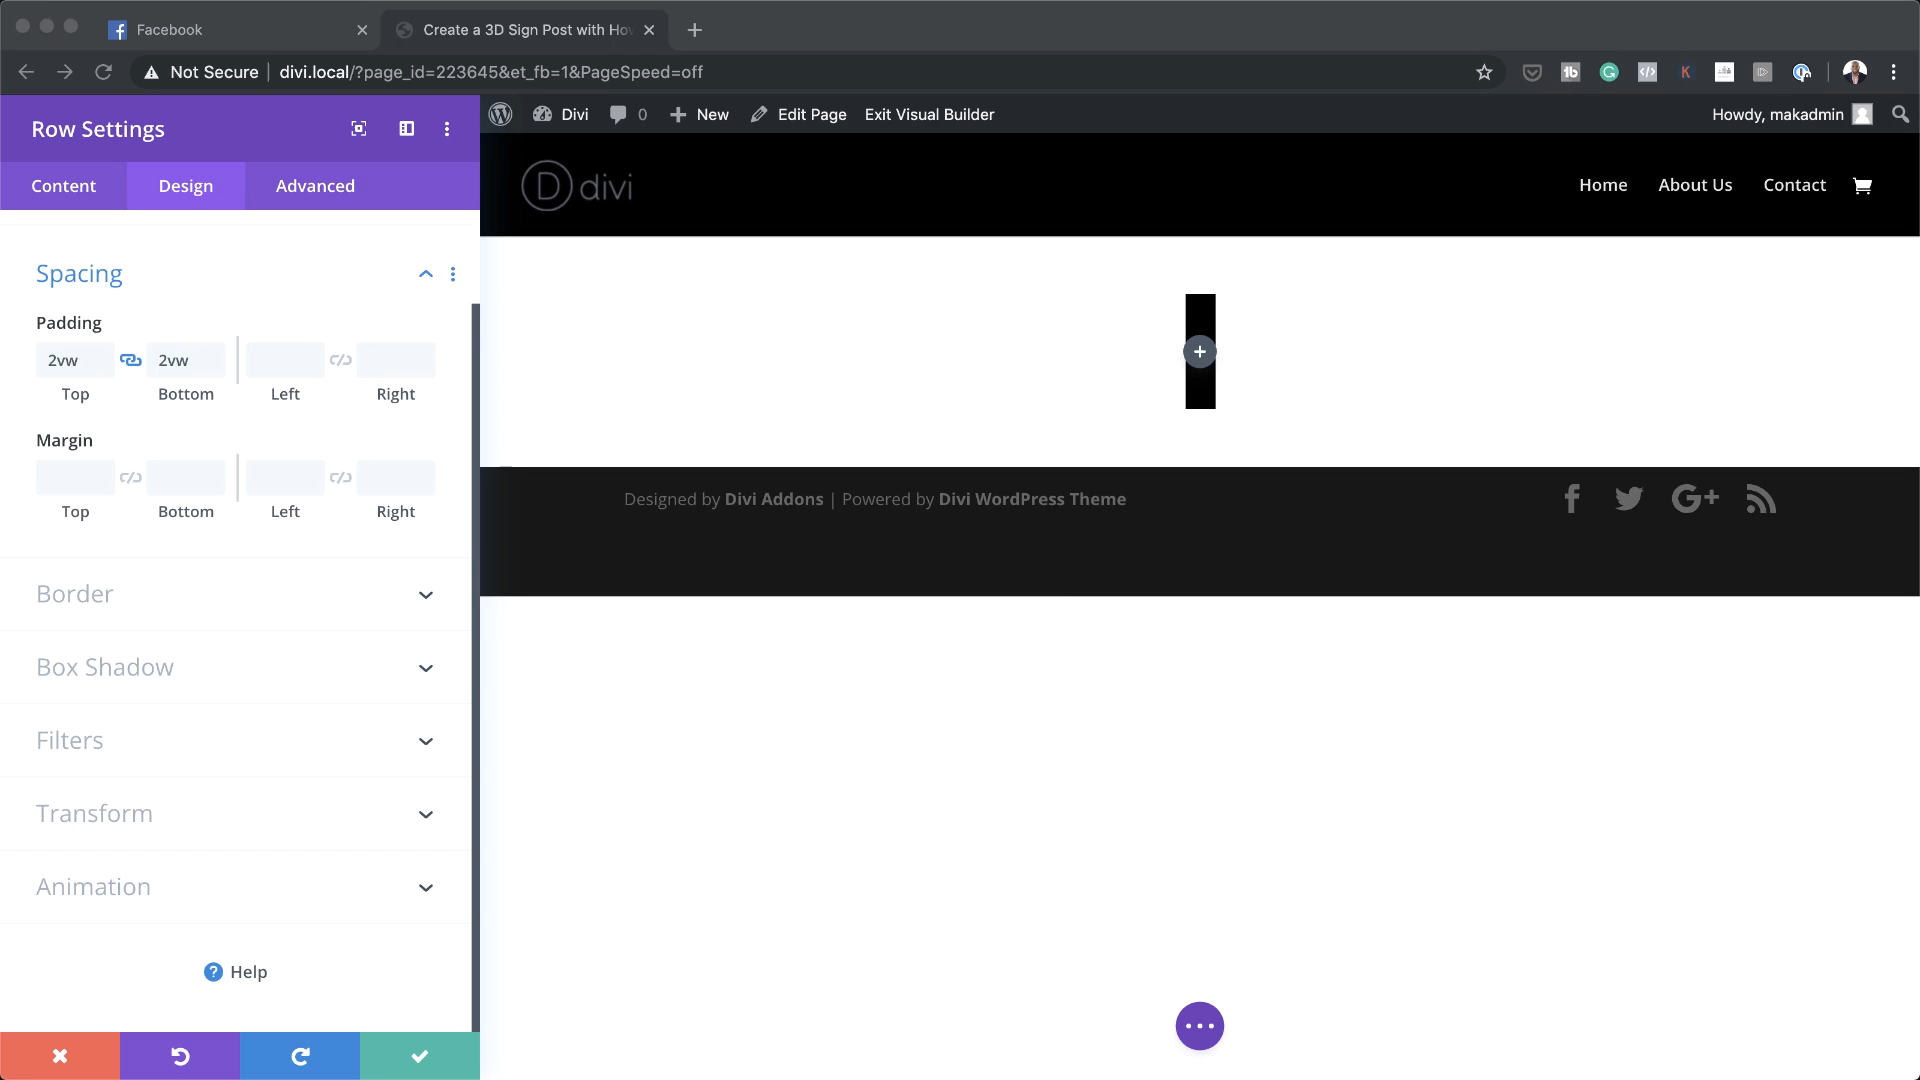 Facebook
Create a 3D Sign Post with Ho
Not Secure | divi.local/?page_id=223645&et_fb=1&PageSpeed=off
Row Settings
Divi 0 New Edit Page Exit Visual Builder Howdy, makadmin
Content Design Advanced
divi
Home About Us Contact
Spacing
Padding
2vw 2vw
Top Bottom Left Right
Margin
Top Bottom Left Right
Designed by Divi Addons | Powered by Divi WordPress Theme
Border
Box Shadow
Filters
Transform
Animation
Help